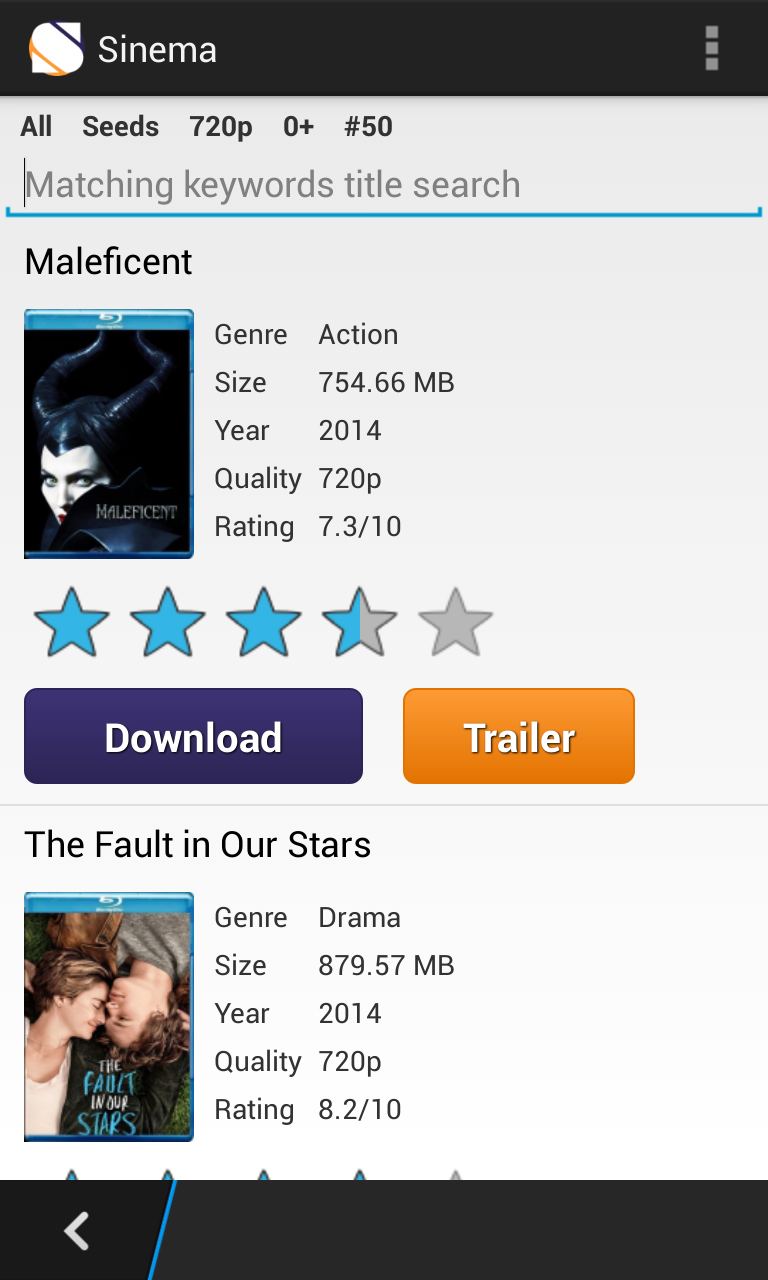 Sinema
All Seeds 720p 0+ #50
Matching keywords title search
Maleficent
Genre Action
Size 754.66 MB
Year 2014
Quality 720p
Rating 7.3/10
MALEFICENT
Download Trailer
The Fault in Our Stars
Genre Drama
Size 879.57 MB
Year 2014
Quality 720p
Rating 8.2/10
THE
FAULT
IN OUR
STARS